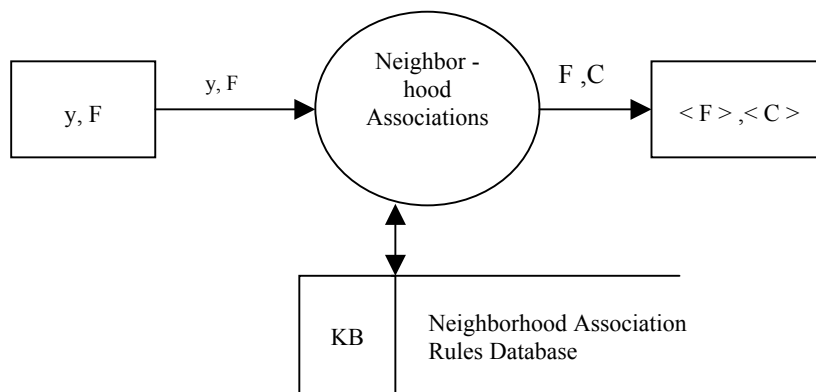 y, F
y, F
Neighbor -
hood
Associations
F ,C
< F > ,< C >
KB
Neighborhood Association
Rules Database